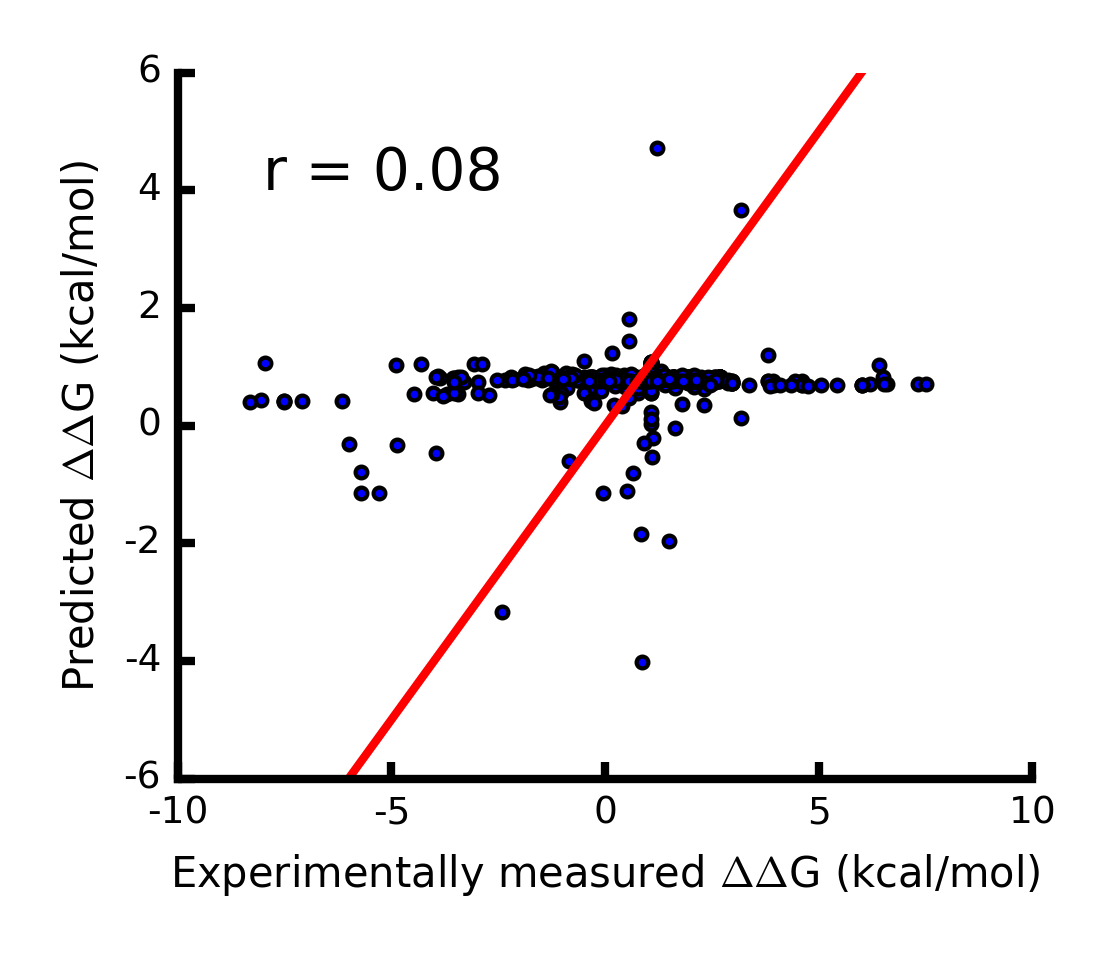 6
r = 0.08
4
2
0
-2
-4
-6
Predicted ΔΔG (kcal/mol)
-10 -5 0 5 10
Experimentally measured ΔΔG (kcal/mol)